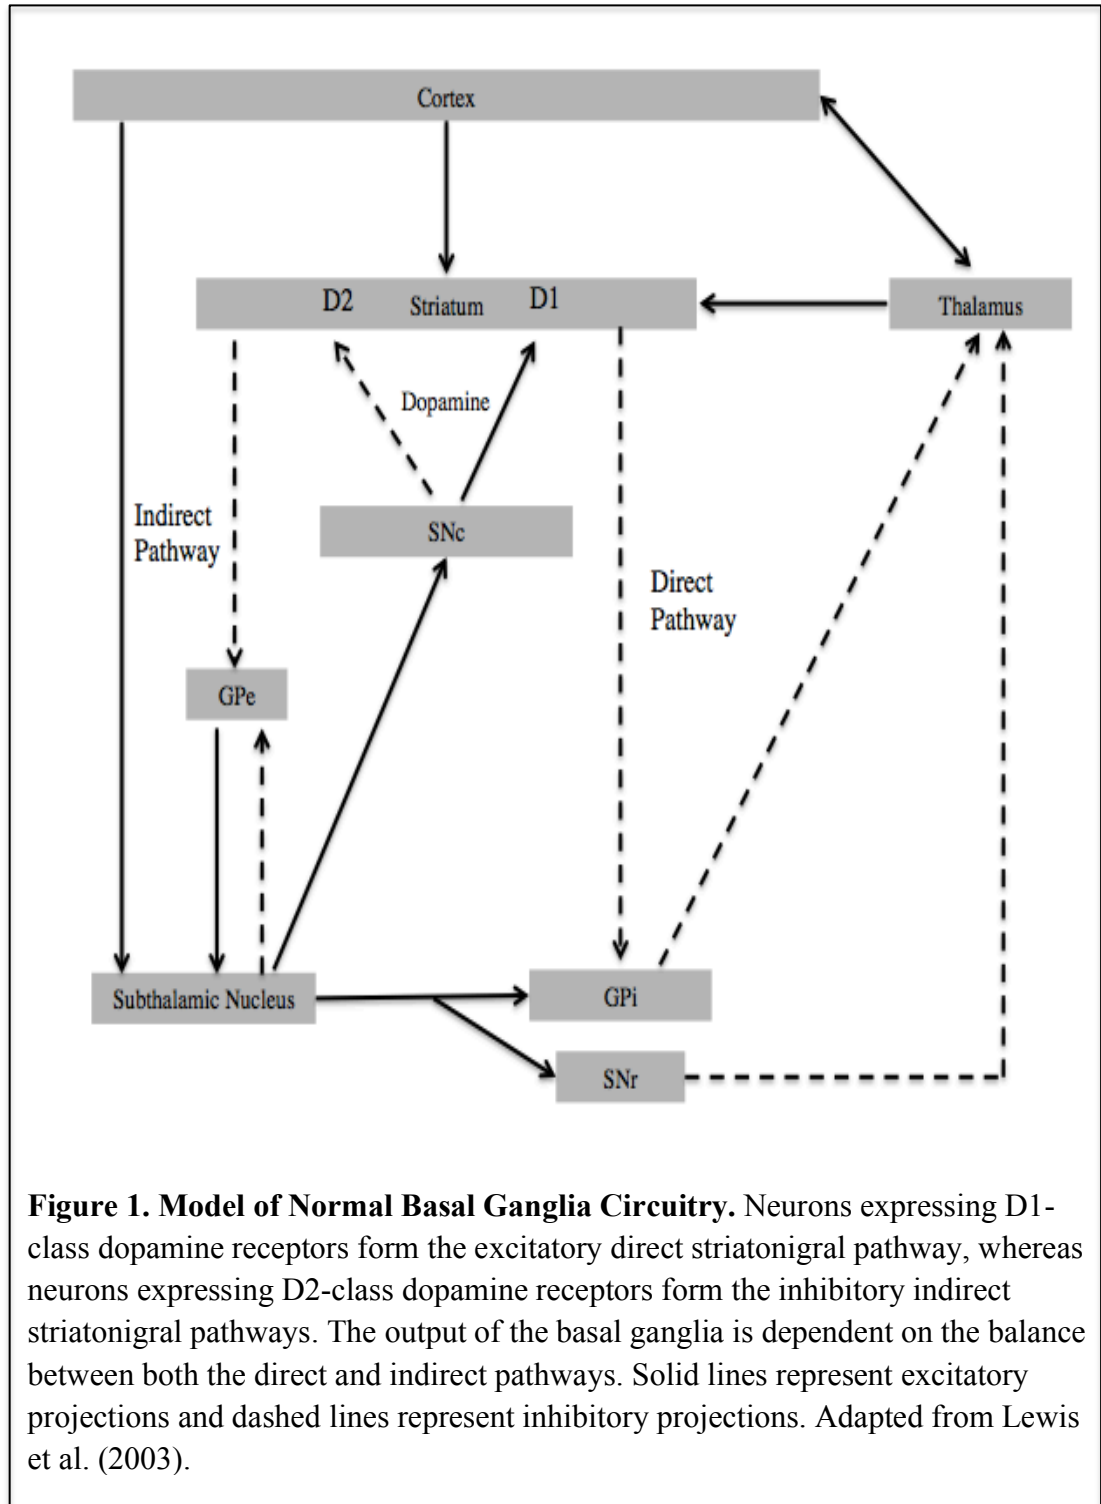 Cortex
D2
Striatum
D1
Thalamus
Dopamine
Indirect
Pathway
SNc
Direct
Pathway
GPe
Subthalamic Nucleus
GPi
SNr
Figure 1. Model of Normal Basal Ganglia Circuitry. Neurons expressing D1-
class dopamine receptors form the excitatory direct striatonigral pathway, whereas
neurons expressing D2-class dopamine receptors form the inhibitory indirect
striatonigral pathways. The output of the basal ganglia is dependent on the balance
between both the direct and indirect pathways. Solid lines represent excitatory
projections and dashed lines represent inhibitory projections. Adapted from Lewis
et al. (2003).